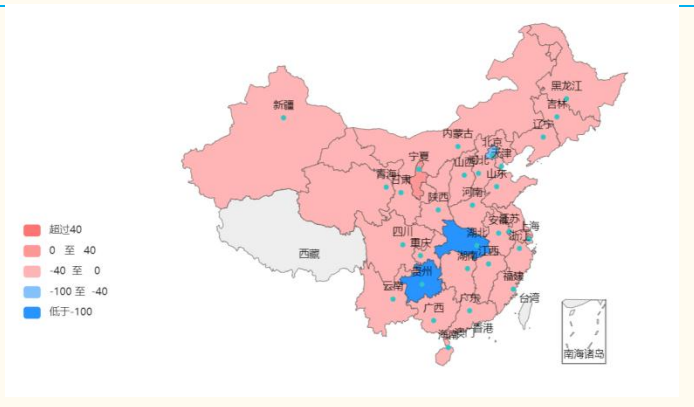 黑龙江
吉林
新疆
辽宁
内蒙古
北京
天津
宁夏
山西
河北
青海
甘肃
山东
陕西
河南
安徽
江苏
上海
四川
湖北
浙江
重庆
西藏
湖南
江西
贵州
福建
云南
台湾
广东
广西
香港
海南
澳门
南海诸岛
超过40
0 至 40
-40 至 0
-100 至 -40
低于-100